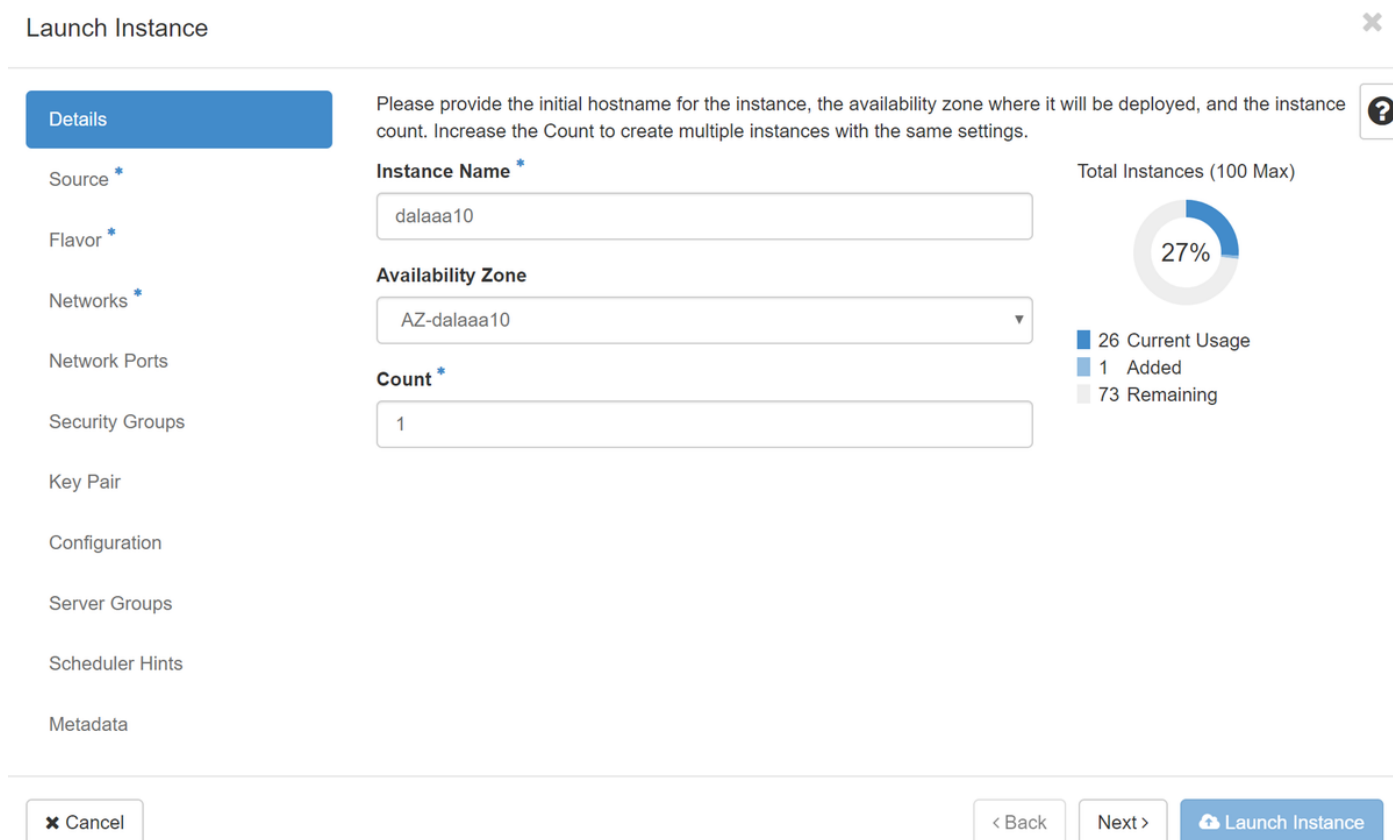 Launch Instance
Details
Source *
Flavor *
Networks *
Network Ports
Security Groups
Key Pair
Configuration
Server Groups
Scheduler Hints
Metadata
Please provide the initial hostname for the instance, the availability zone where it will be deployed, and the instance
count. Increase the Count to create multiple instances with the same settings.
Instance Name *
dalaaa10
Availability Zone
AZ-dalaaa10
Count *
1
Total Instances (100 Max)
27%
26 Current Usage
1 Added
73 Remaining
Cancel
< Back
Next >
Launch Instance